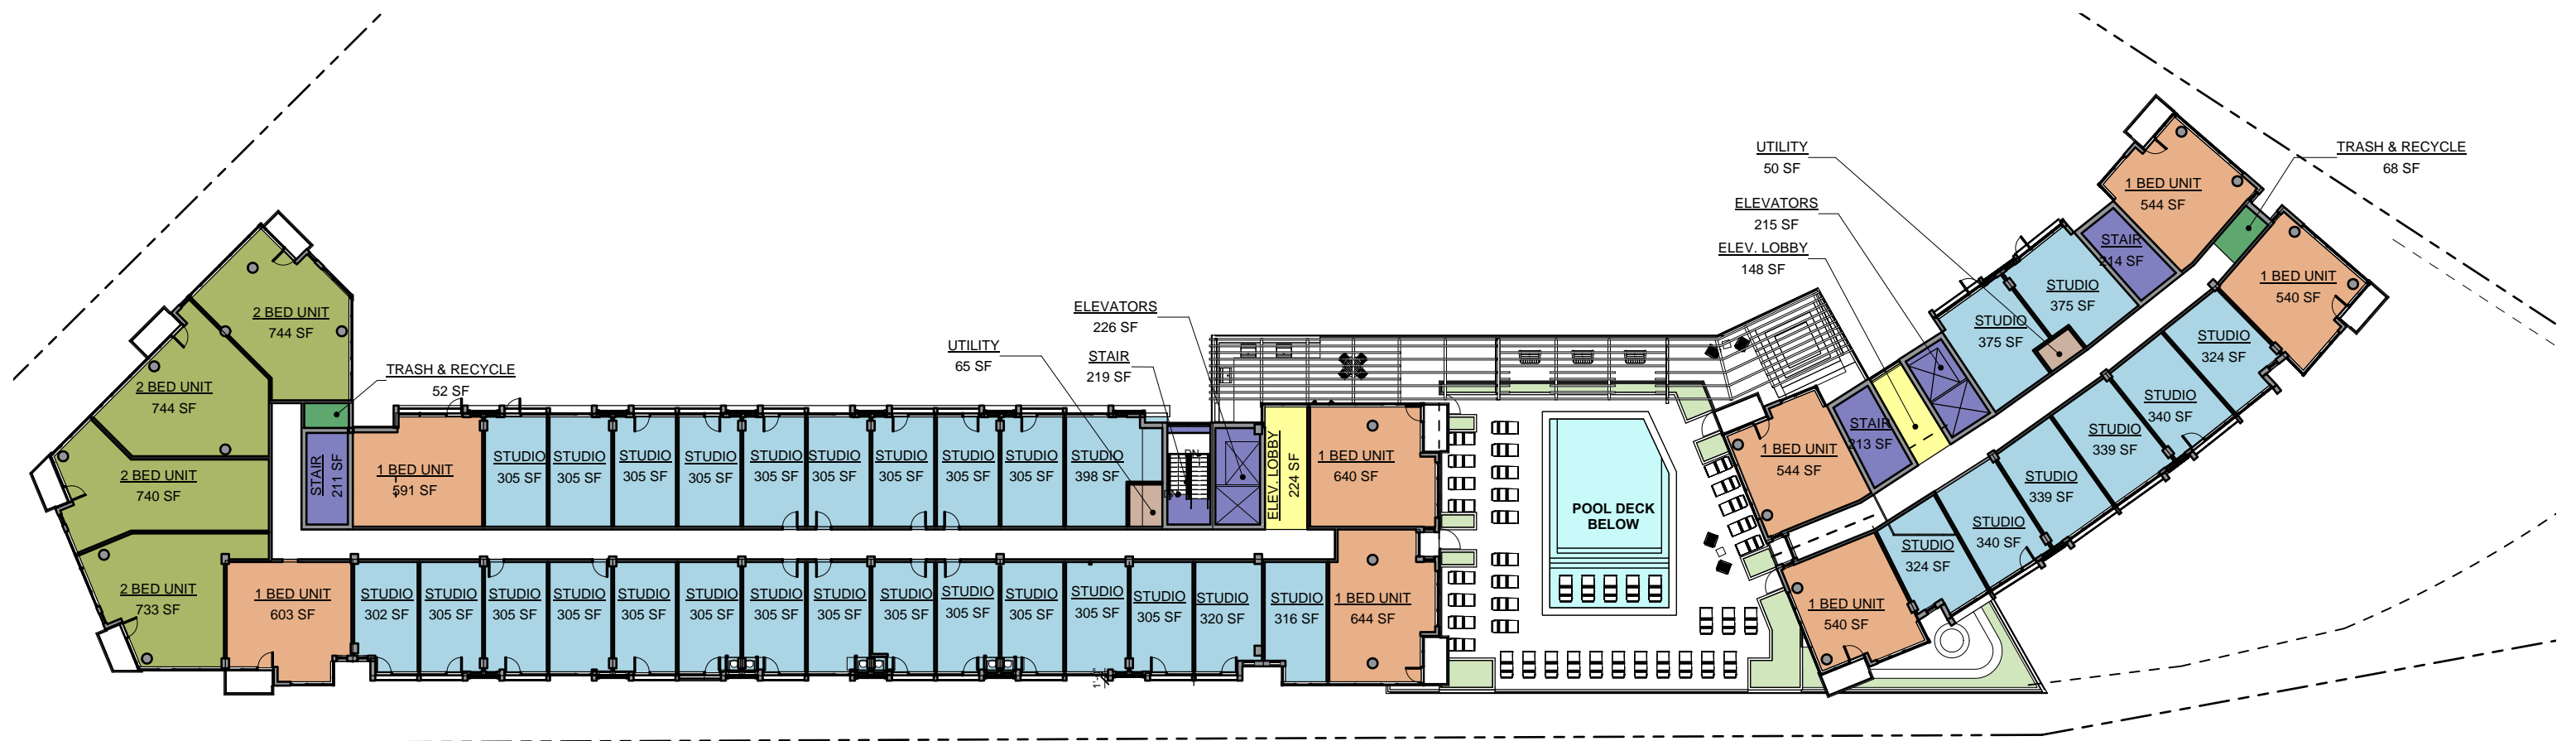 UTILITY
50 SF
TRASH & RECYCLE
68 SF
1 BED UNIT
544 SF
ELEVATORS
215 SF
ELEV. LOBBY
148 SF
STAIR
214 SF
1 BED UNIT
540 SF
STUDIO
375 SF
STUDIO
375 SF
STUDIO
324 SF
STUDIO
340 SF
STUDIO
339 SF
STUDIO
339 SF
STUDIO
340 SF
STUDIO
324 SF
STAIR
213 SF
1 BED UNIT
544 SF
1 BED UNIT
540 SF
2 BED UNIT
744 SF
2 BED UNIT
744 SF
2 BED UNIT
740 SF
2 BED UNIT
733 SF
TRASH & RECYCLE
52 SF
STAIR
211 SF
ELEVATORS
226 SF
UTILITY
65 SF
STAIR
219 SF
1 BED UNIT
591 SF
STUDIO
305 SF
STUDIO
305 SF
STUDIO
305 SF
STUDIO
305 SF
STUDIO
305 SF
STUDIO
305 SF
STUDIO
305 SF
STUDIO
305 SF
STUDIO
305 SF
STUDIO
398 SF
DN
ELEV. LOBBY
224 SF
1 BED UNIT
640 SF
POOL DECK
BELOW
1 BED UNIT
603 SF
STUDIO
302 SF
STUDIO
305 SF
STUDIO
305 SF
STUDIO
305 SF
STUDIO
305 SF
STUDIO
305 SF
STUDIO
305 SF
STUDIO
305 SF
STUDIO
305 SF
STUDIO
305 SF
STUDIO
305 SF
STUDIO
305 SF
STUDIO
305 SF
STUDIO
320 SF
STUDIO
316 SF
1 BED UNIT
644 SF